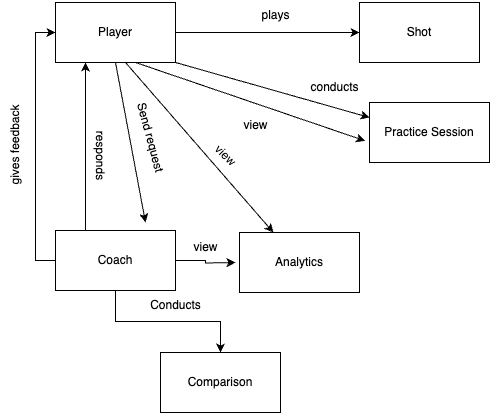 plays
Player
Shot
conducts
gives feedback
Send request
view
Practice Session
responds
view
view
Coach
Analytics
Conducts
Comparison